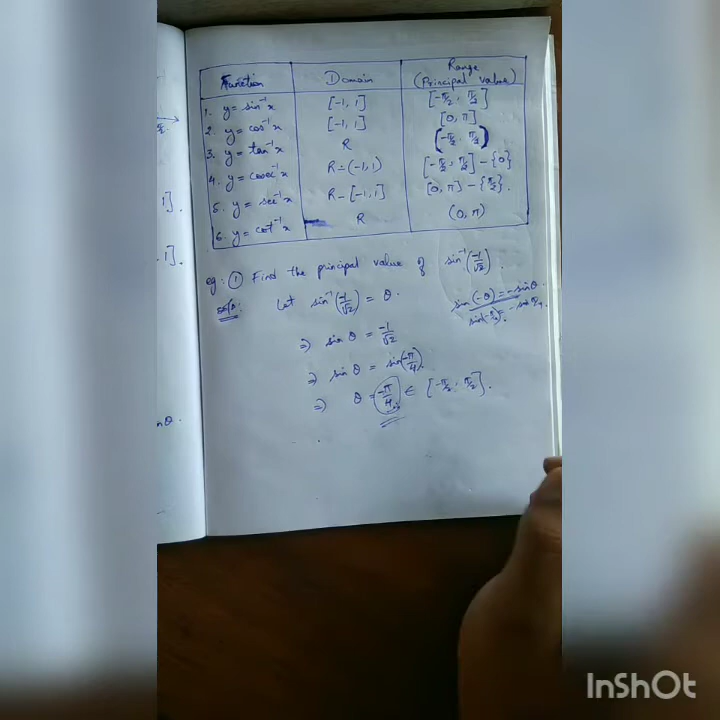 Function Domain Range (Principal value)
1. y = sin⁻¹x [-1, 1] [-π/2, π/2]
2. y = cos⁻¹x [-1, 1] [0, π]
3. y = tan⁻¹x R (-π/2, π/2)
4. y = cosec⁻¹x R-(-1,1) [-π/2, π/2] - {0}
5. y = sec⁻¹x R-[-1,1] [0, π] - {π/2}.
6. y = cot⁻¹x R (0, π)
eg: ① Find the principal value of sin⁻¹(-1/√2).
Let sin⁻¹(-1/√2) = θ.
sin(-θ) = -sinθ.
⇒ sin θ = -1/√2
⇒ sin θ = sin(-π/4).
⇒ θ = -π/4 ∈ [-π/2, π/2].
1].
1].
nθ.
InShOt